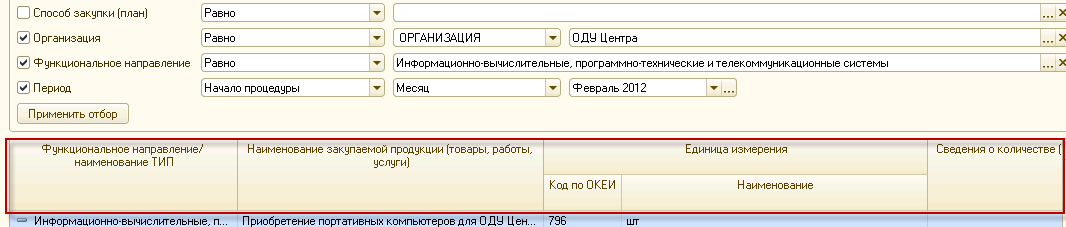 Способ закупки (план) Равно ...
Организация Равно ОРГАНИЗАЦИЯ ОДУ Центра ...
Функциональное направление Равно Информационно-вычислительные, программно-технические и телекоммуникационные системы ...
Период Начало процедуры Месяц Февраль 2012 ...
Применить отбор
Функциональное направление/ Наименование закупаемой продукции (товары, работы, Единица измерения Сведения о количестве (
наименование ТИП услуги)
Код по ОКЕИ Наименование
Информационно-вычислительные, п... Приобретение портативных компьютеров для ОДУ Цен... 796 шт